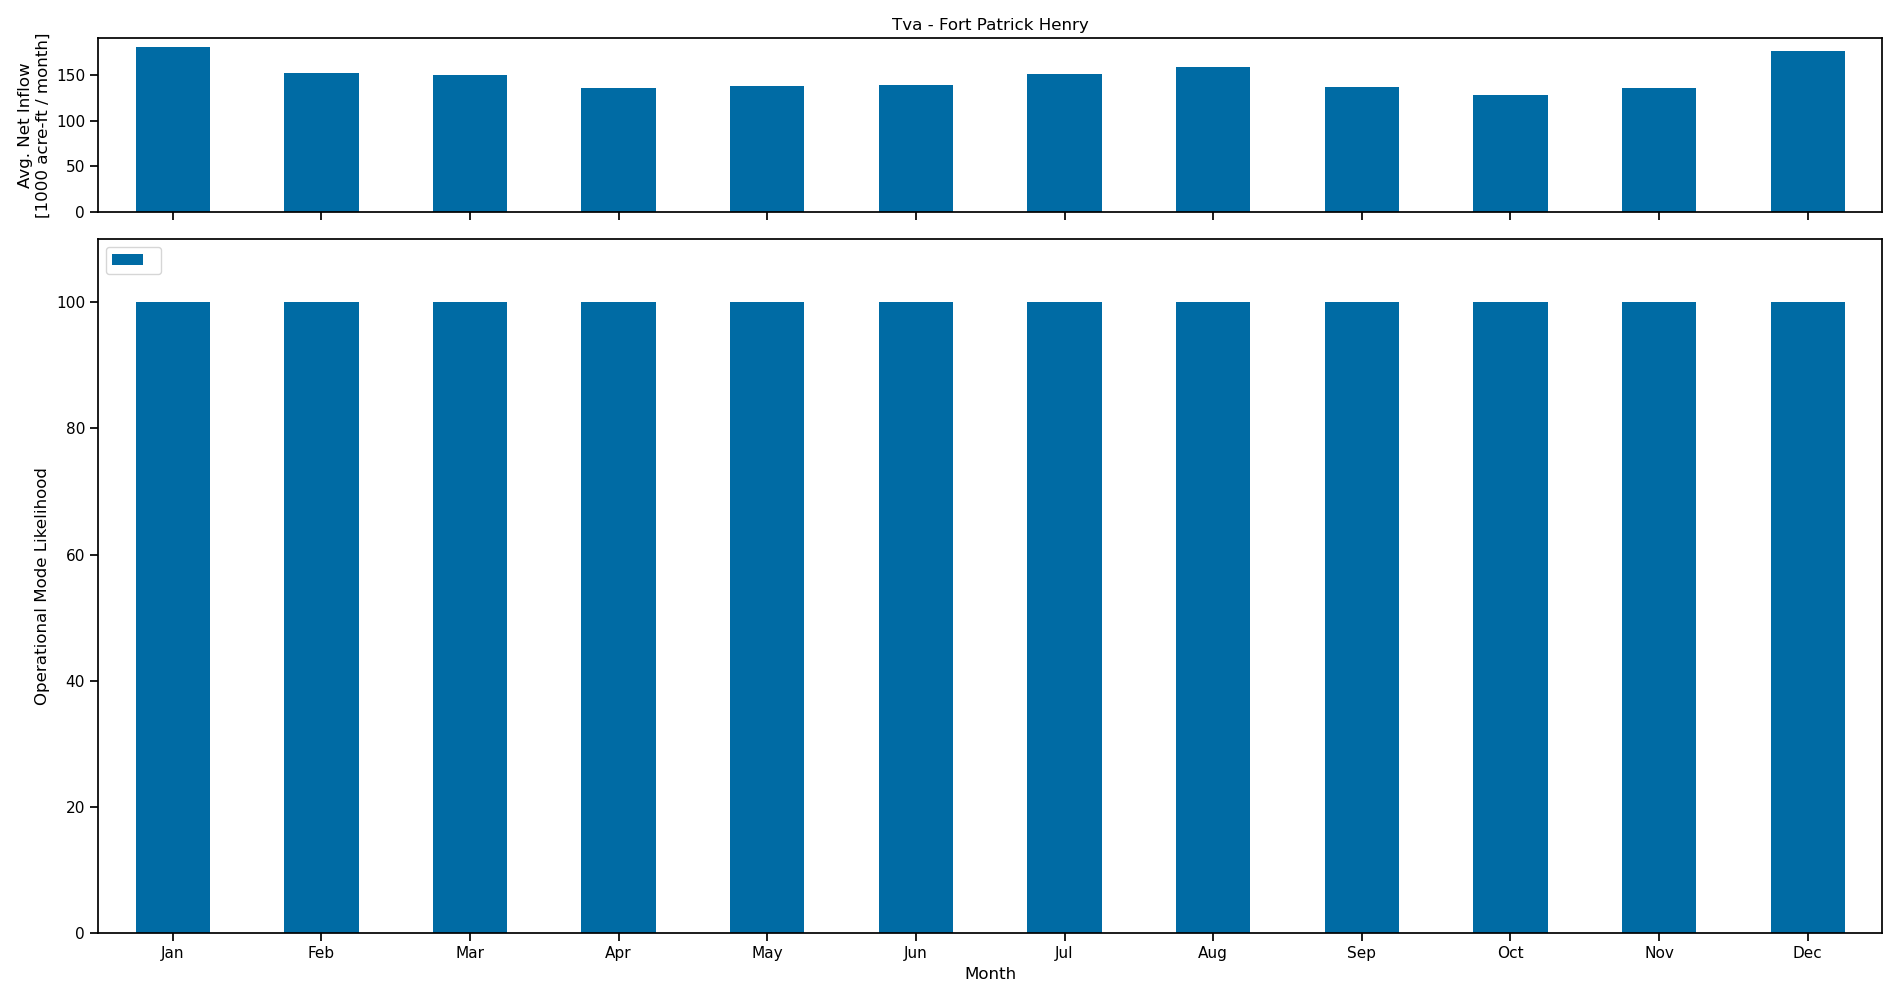 Tva - Fort Patrick Henry
Avg. Net Inflow
[1000 acre-ft / month]
150
100
50
0
Operational Mode Likelihood
100
80
60
40
20
0
Jan Feb Mar Apr May Jun Jul Aug Sep Oct Nov Dec
Month